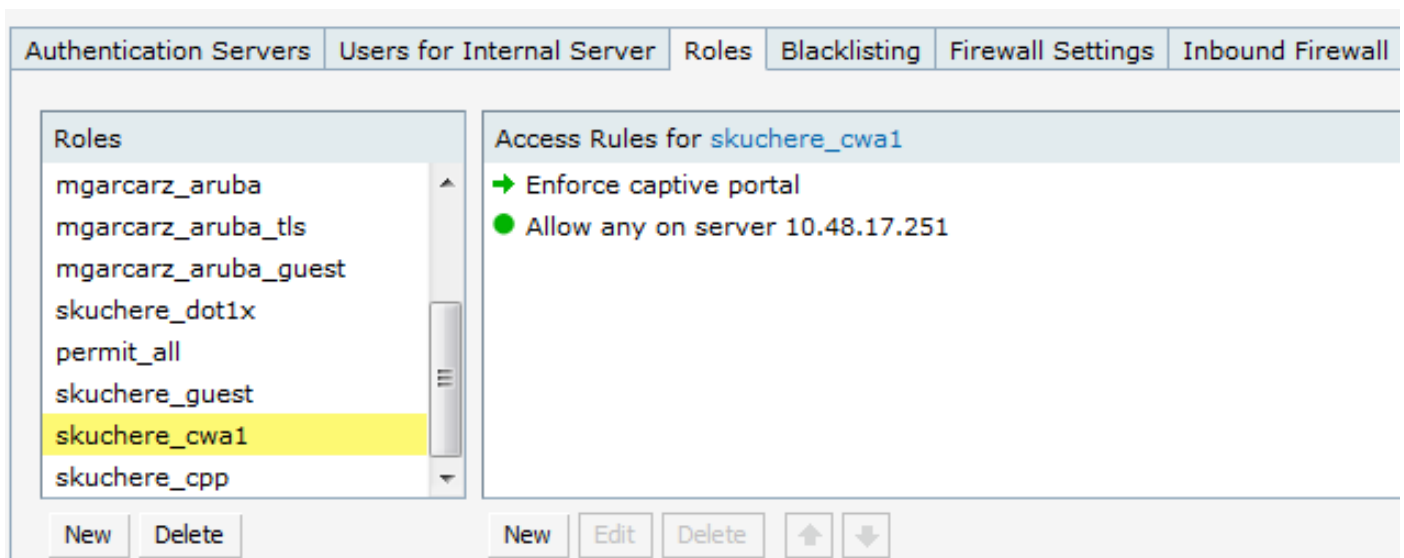 Authentication Servers Users for Internal Server Roles Blacklisting Firewall Settings Inbound Firewall
Roles
mgarcarz_aruba
mgarcarz_aruba_tls
mgarcarz_aruba_guest
skuchere_dot1x
permit_all
skuchere_guest
skuchere_cwa1
skuchere_cpp
New Delete
Access Rules for skuchere_cwa1
Enforce captive portal
Allow any on server 10.48.17.251
New Edit Delete